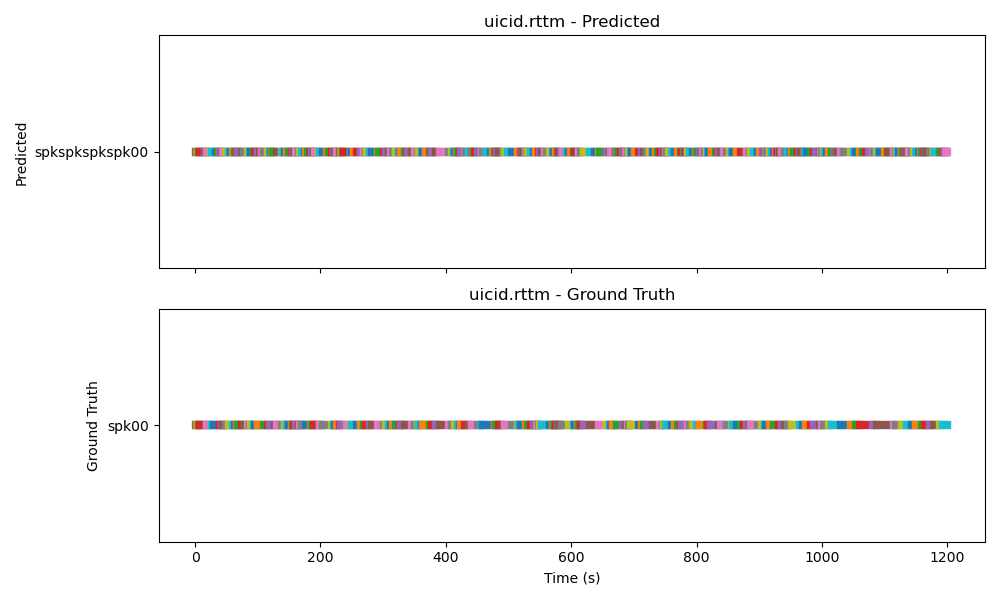 uicid.rttm - Predicted
Predicted
spkspkspkspk00
uicid.rttm - Ground Truth
Ground Truth
spk00
0 200 400 600 800 1000 1200
Time (s)